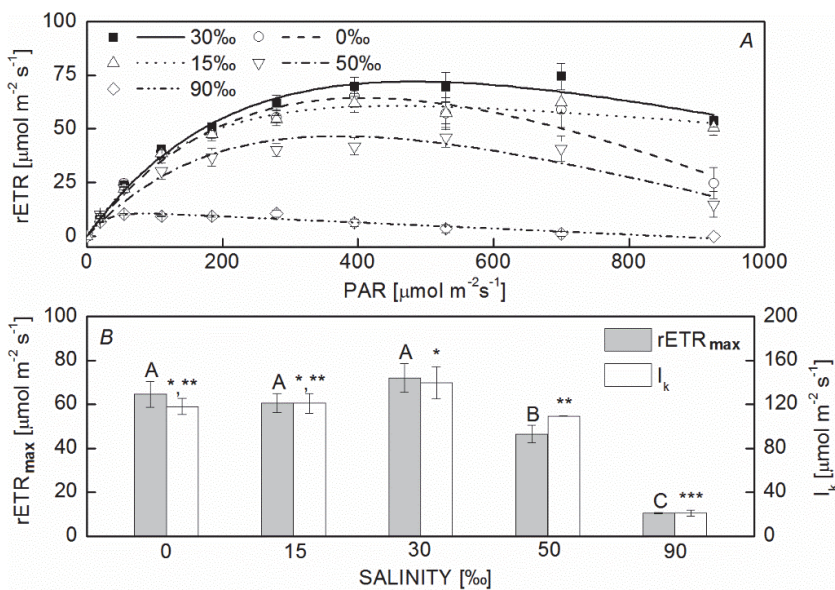 100
75
50
25
0
rETR [µmol m-2 s-1]
30‰
0‰
15‰
50‰
90‰
A
0 200 400 600 800 1000
PAR [µmol m-2s-1]
B
100
80
60
40
20
0
rETRmax [µmol m-2 s-1]
A *,**
A *,**
A *
B **
C ***
rETRmax
Ik
200
160
120
80
40
0
Ik [µmol m-2 s-1]
0 15 30 50 90
SALINITY [‰]